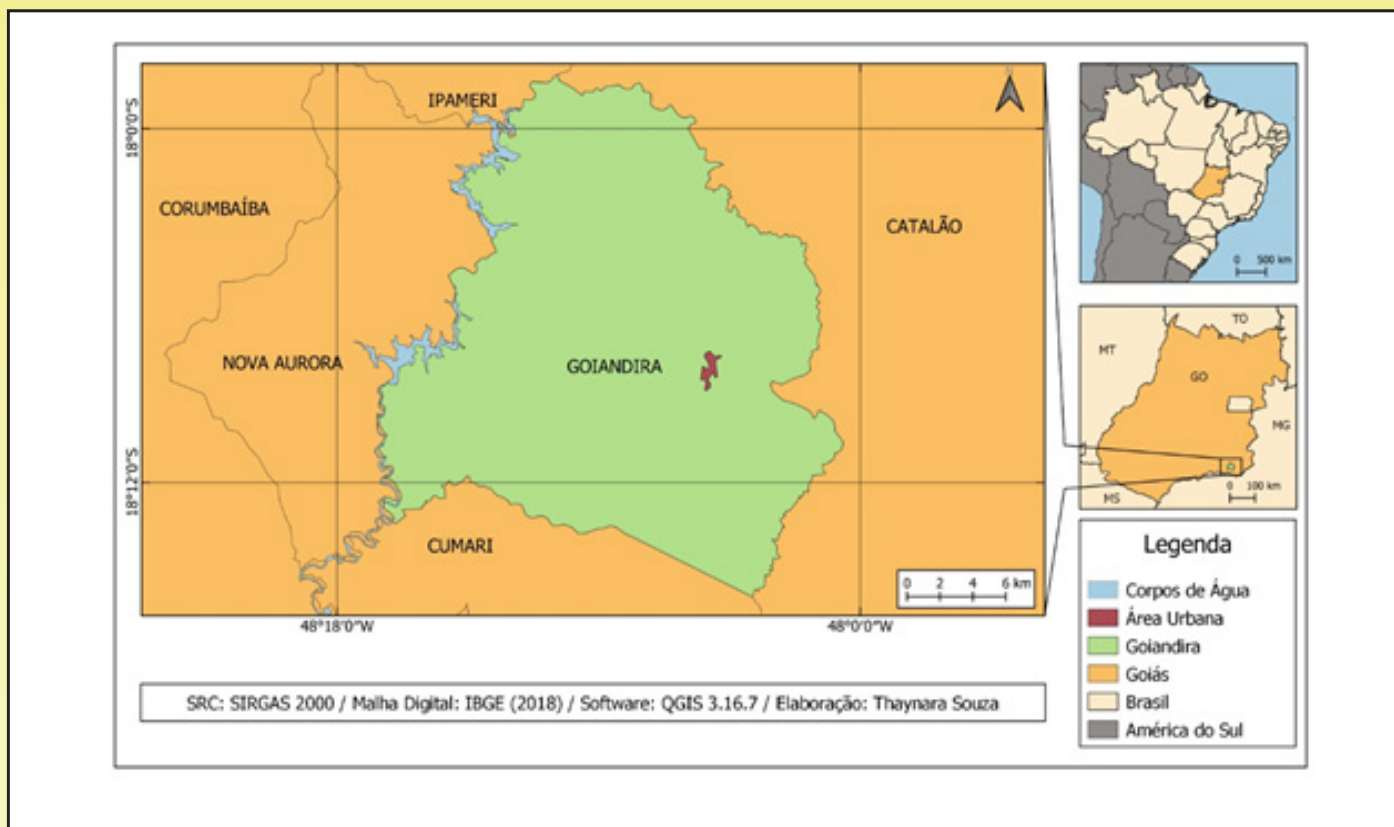 IPAMERI
N
18°0'0"S
CORUMBAÍBA
CATALÃO
NOVA AURORA
GOIANDIRA
18°12'0"S
CUMARI
0 2 4 6 km
48°18'0"W
48°0'0"W
SRC: SIRGAS 2000 / Malha Digital: IBGE (2018) / Software: QGIS 3.16.7 / Elaboração: Thaynara Souza
0 500 km
TO
MT
GO
MG
MS
0 100 km
Legenda
Corpos de Água
Área Urbana
Goiandira
Goiás
Brasil
América do Sul